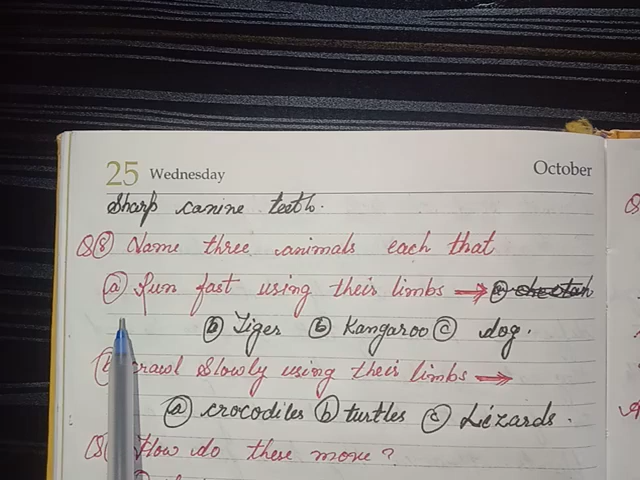 25 Wednesday October
Sharp canine teeth.
Q8 Name three animals each that
(a) Run fast using their limbs → (a)
(a) Tiger (b) Kangaroo (c) dog.
(b) crawl slowly using their limbs →
(a) crocodiles (b) turtles (c) Lizards.
How do these move?